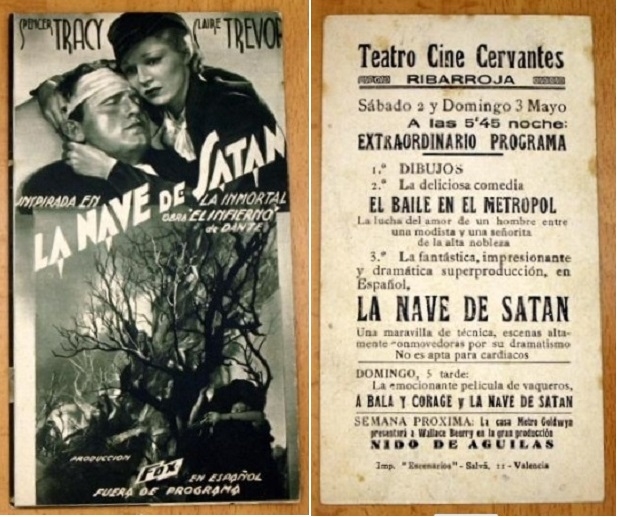 SPENCER TRACY CLAIRE TREVOR
LA NAVE DE SATAN
INSPIRADA EN LA INMORTAL
OBRA "EL INFIERNO"
de DANTE
PRODUCCION
FOX
EN ESPAÑOL
FUERA DE PROGRAMA
Teatro Cine Cervantes
RIBARROJA
Sábado 2 y Domingo 3 Mayo
A las 5'45 noche:
EXTRAORDINARIO PROGRAMA
1.º DIBUJOS
2.º La deliciosa comedia
EL BAILE EN EL METROPOL
La lucha del amor de un hombre entre
una modista y una señorita
de la alta nobleza
3.º La fantástica, impresionante
y dramática superproducción, en
Español,
LA NAVE DE SATAN
Una maravilla de técnica, escenas alta-
mente conmovedoras por su dramatismo
No es apta para cardiacos
DOMINGO, 5 tarde:
La emocionante película de vaqueros,
A BALA Y CORAGE y LA NAVE DE SATAN
SEMANA PROXIMA: La casa Metro Goldwyn
presentará a Wallace Beerry en la gran producción
NIDO DE AGUILAS
Imp. "Escenarios" - Salvá, 11 - Valencia